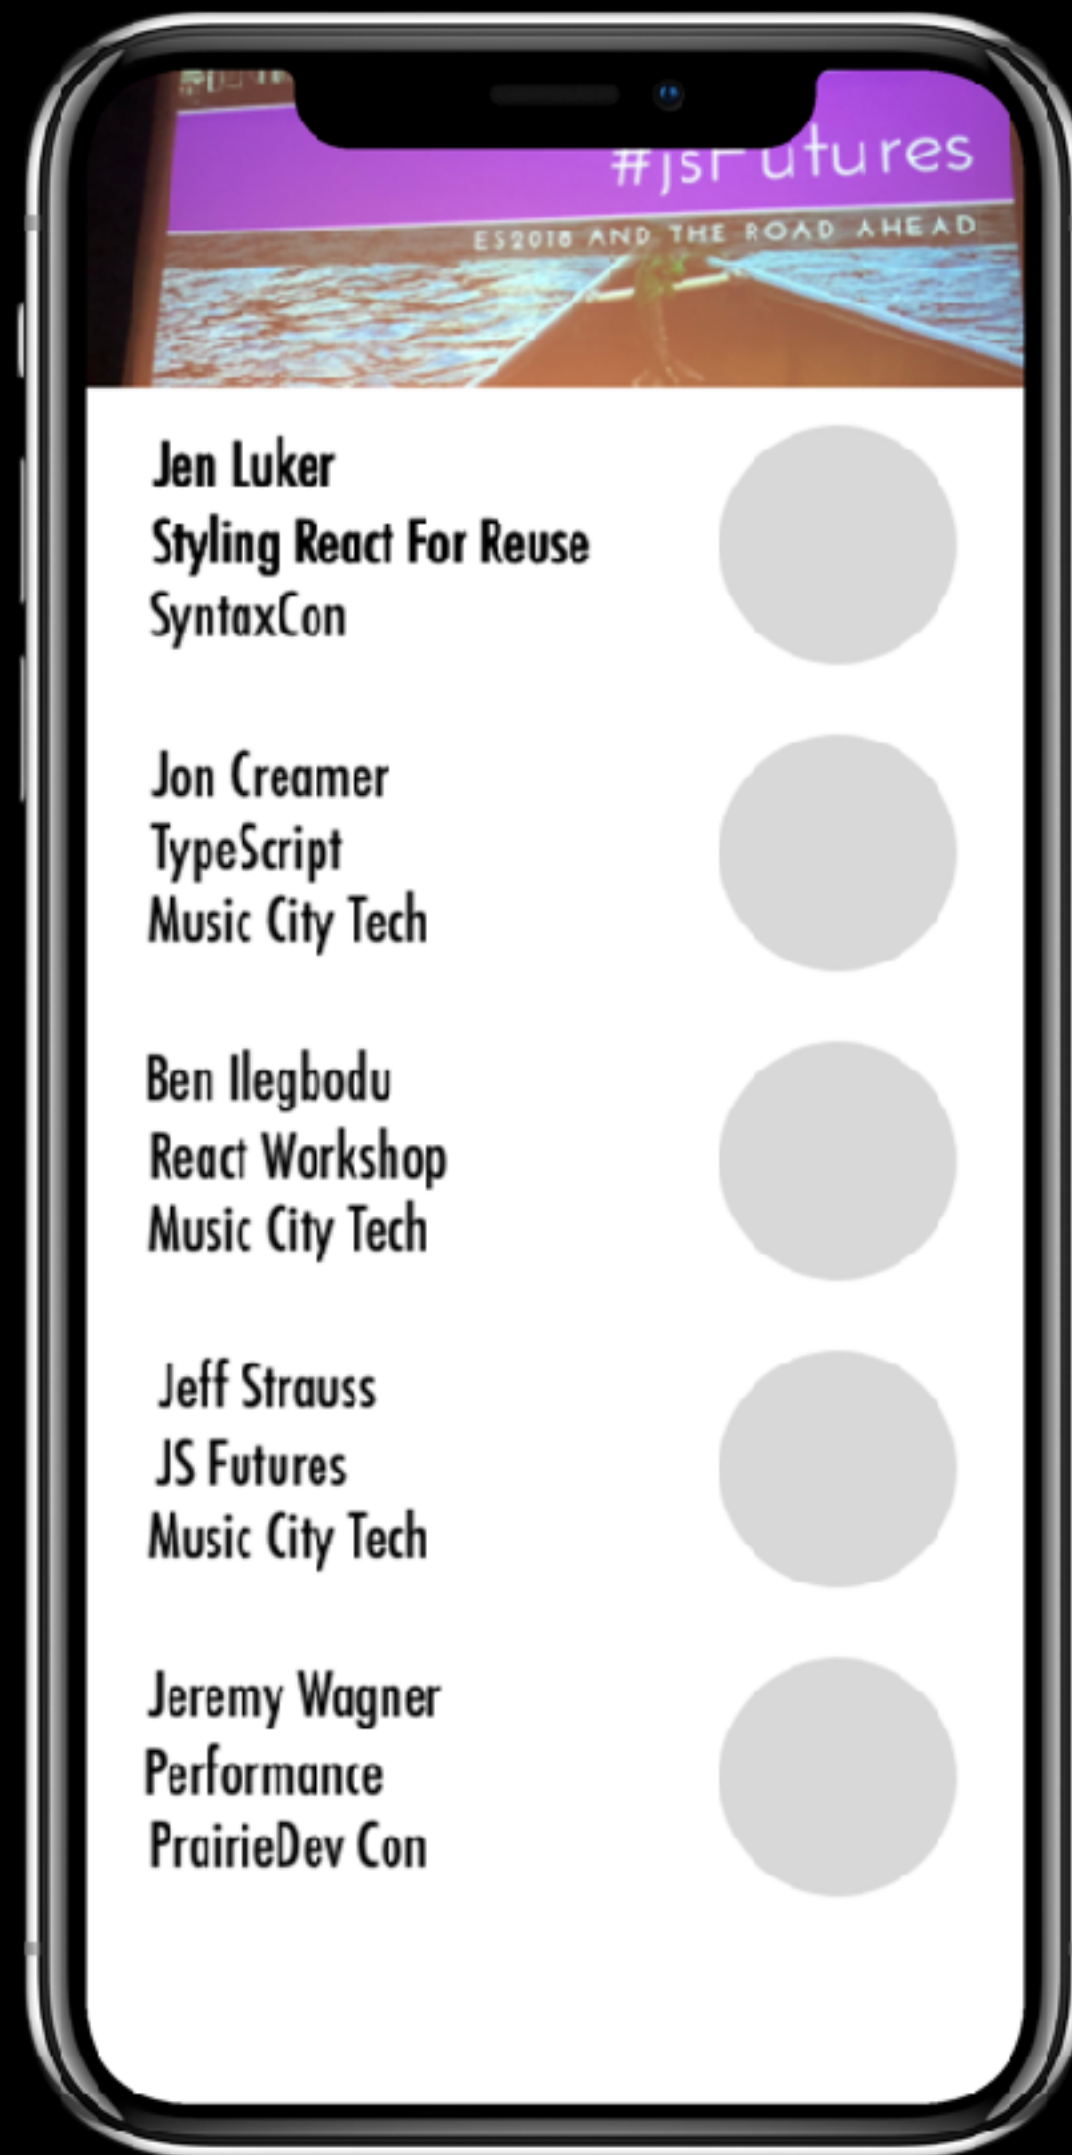 #jsFutures
ES2018 AND THE ROAD AHEAD
Jen Luker
Styling React For Reuse
SyntaxCon
Jon Creamer
TypeScript
Music City Tech
Ben Ilegbodu
React Workshop
Music City Tech
Jeff Strauss
JS Futures
Music City Tech
Jeremy Wagner
Performance
PrairieDev Con